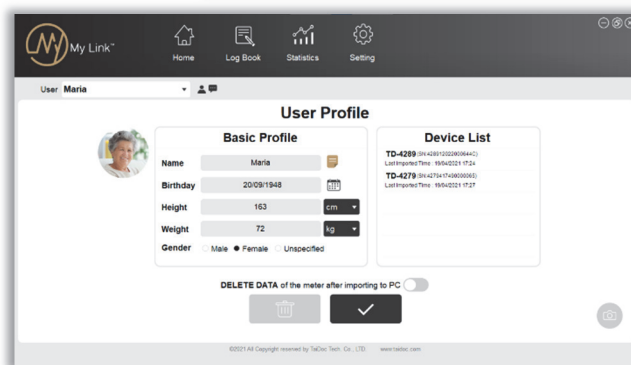 My Link™
Home Log Book Statistics Setting
User Maria
User Profile
Basic Profile
Name Maria
Birthday 20/09/1948
Height 163 cm
Weight 72 kg
Gender Male Female Unspecified
Device List
TD-4289
Last Imported Time : 19/04/2021 17:24
TD-4279
Last Imported Time : 19/04/2021 17:27
DELETE DATA of the meter after importing to PC
©2021 All Copyright reserved by TaiDoc Tech. Co., LTD. www.taidoc.com